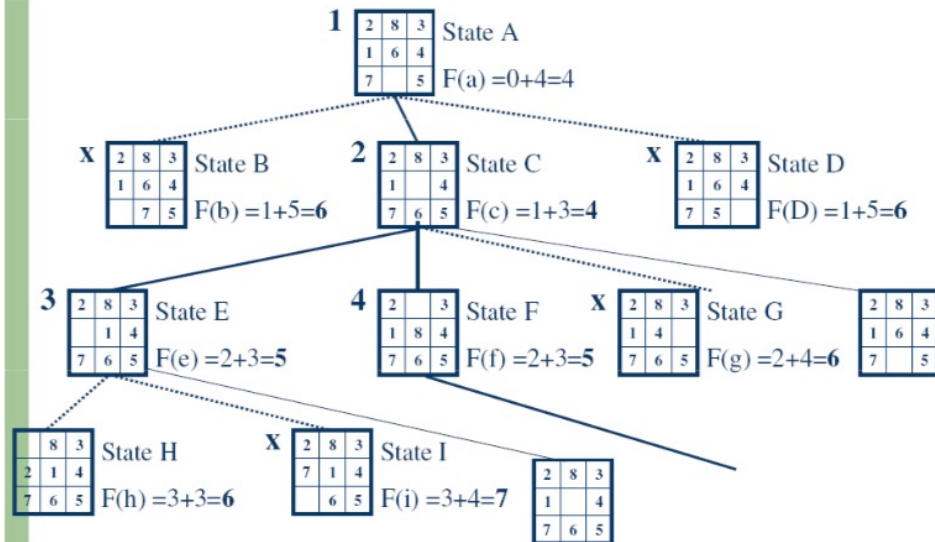 1
2 8 3
1 6 4
7 5
State A
F(a) =0+4=4
x
2 8 3
1 6 4
7 5
State B
F(b) =1+5=6
2
2 8 3
1 4
7 6 5
State C
F(c) =1+3=4
x
2 8 3
1 6 4
7 5
State D
F(D) =1+5=6
3
2 8 3
1 4
7 6 5
State E
F(e) =2+3=5
4
2 3
1 8 4
7 6 5
State F
F(f) =2+3=5
x
2 8 3
1 4
7 6 5
State G
F(g) =2+4=6
2 8 3
1 6 4
7 5
8 3
2 1 4
7 6 5
State H
F(h) =3+3=6
x
2 8 3
7 1 4
6 5
State I
F(i) =3+4=7
2 8 3
1 4
7 6 5